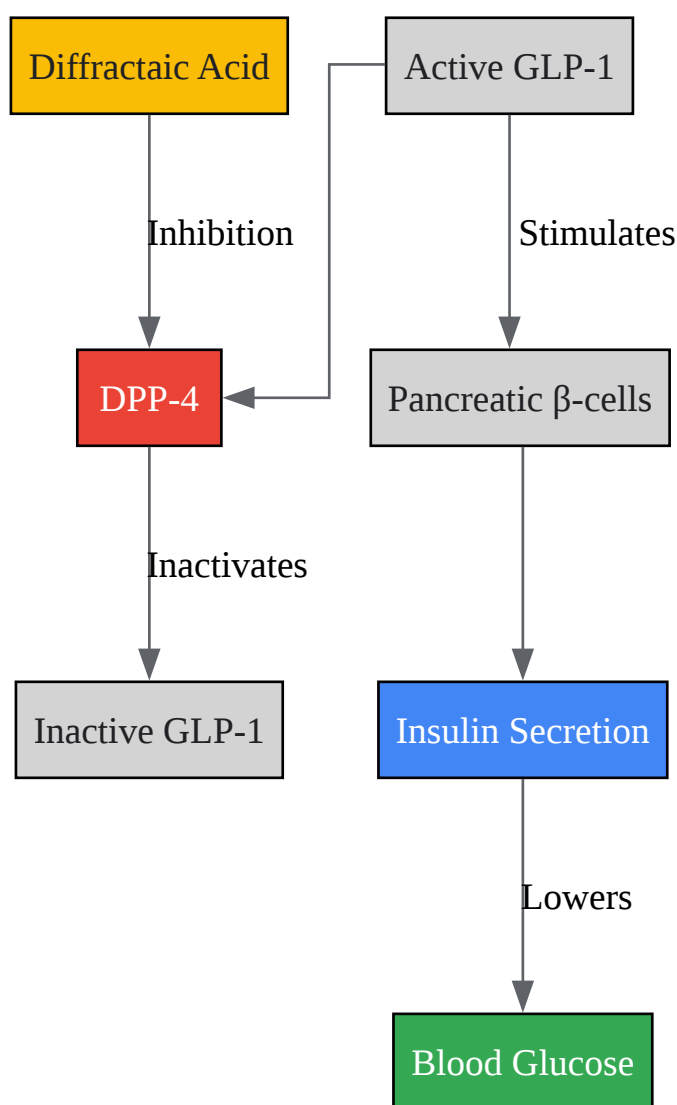 Diffractaic Acid
Active GLP-1
Inhibition
Stimulates
DPP-4
Pancreatic β-cells
Inactivates
Inactive GLP-1
Insulin Secretion
Lowers
Blood Glucose